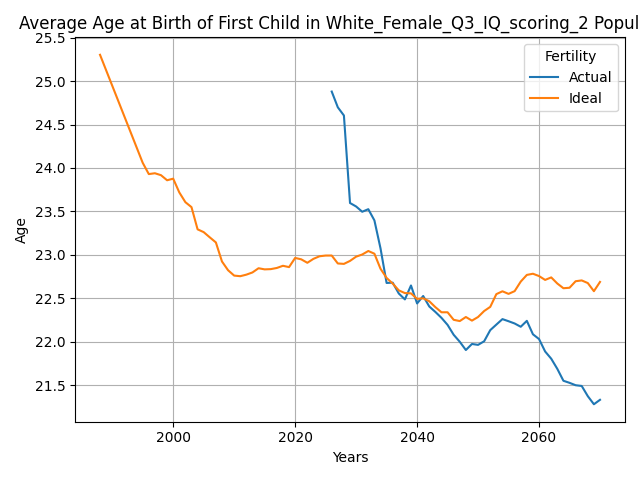 Average Age at Birth of First Child in White_Female_Q3_IQ_scoring_2 Popul
25.5
25.0
24.5
24.0
23.5
23.0
22.5
22.0
21.5
Age
Fertility
Actual
Ideal
2000
2020
2040
2060
Years